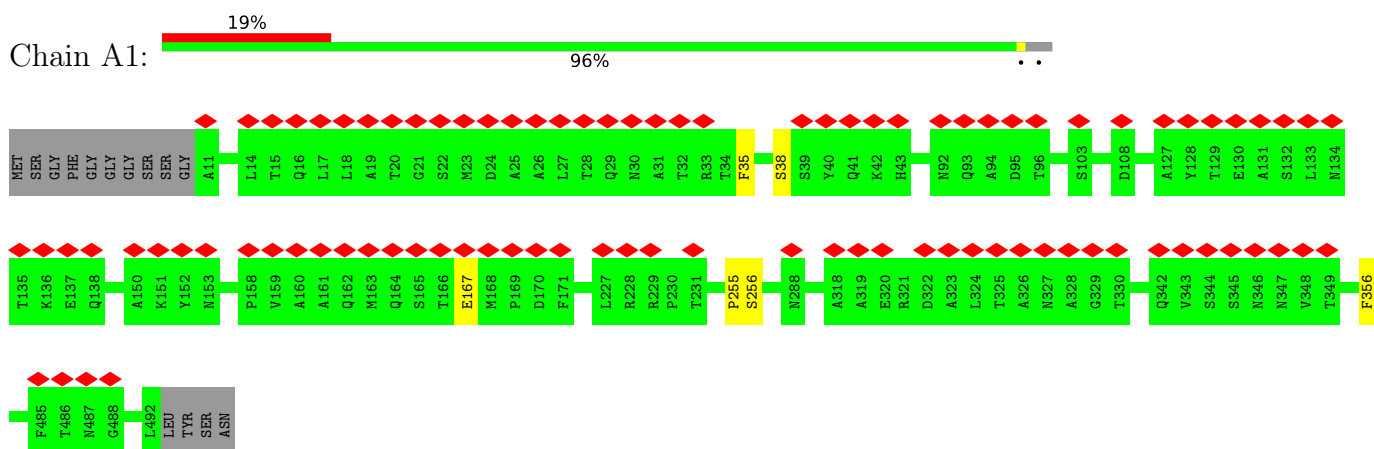 19%
Chain A1:
96%
. .
MET SER GLY PHE GLY GLY GLY SER SER GLY A11 L14 T15 Q16 L17 L18 A19 T20 G21 S22 M23 D24 A25 A26 L27 T28 Q29 N30 A31 T32 R33 T34 F35 S38 S39 Y40 Q41 K42 H43 N92 Q93 A94 D95 T96 S103 D108 A127 Y128 T129 E130 A131 S132 L133 N134
T135 K136 E137 Q138 A150 K151 Y152 N153 P158 V159 A160 A161 Q162 M163 Q164 S165 T166 E167 M168 P169 D170 F171 L227 R228 R229 P230 T231 P255 S256 N288 A318 A319 E320 R321 D322 A323 L324 T325 A326 N327 A328 G329 T330 Q342 V343 S344 S345 N346 N347 V348 T349 F356
F485 T486 N487 G488 L492 LEU TYR SER ASN